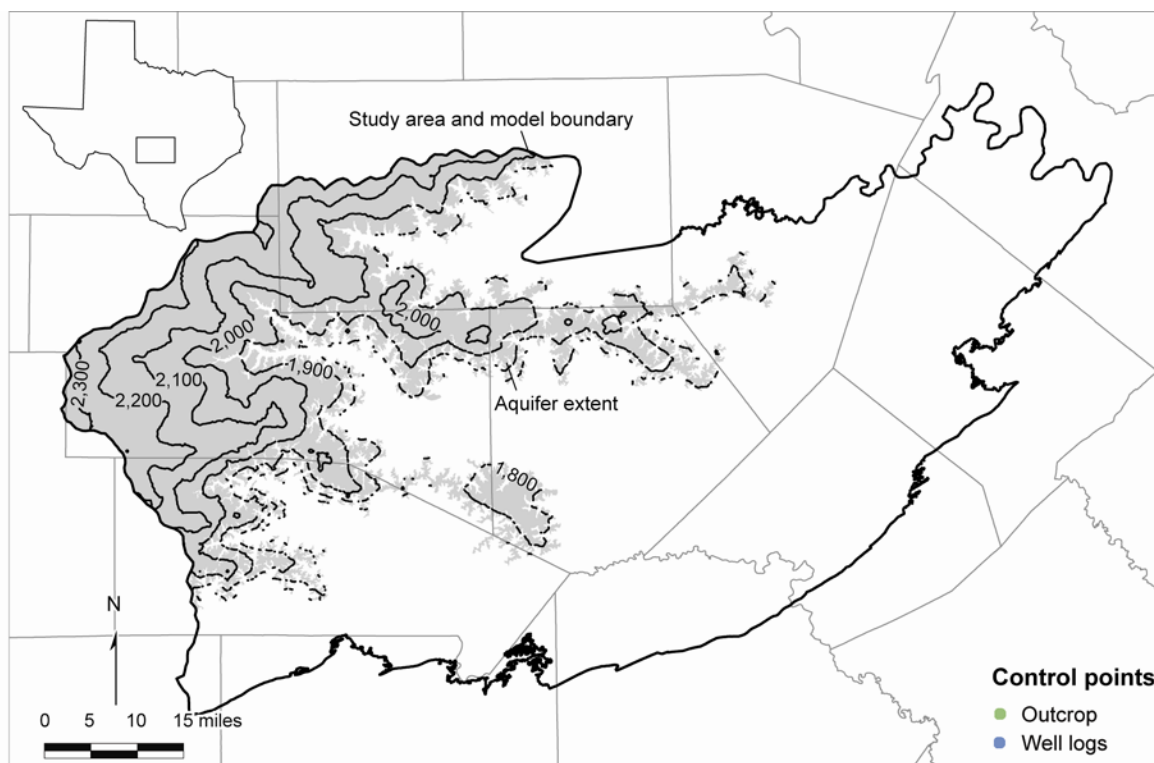 Study area and model boundary
2,000
2,000
1,900
2,100
2,300
2,200
Aquifer extent
1,800
N
0 5 10 15 miles
Control points
Outcrop
Well logs